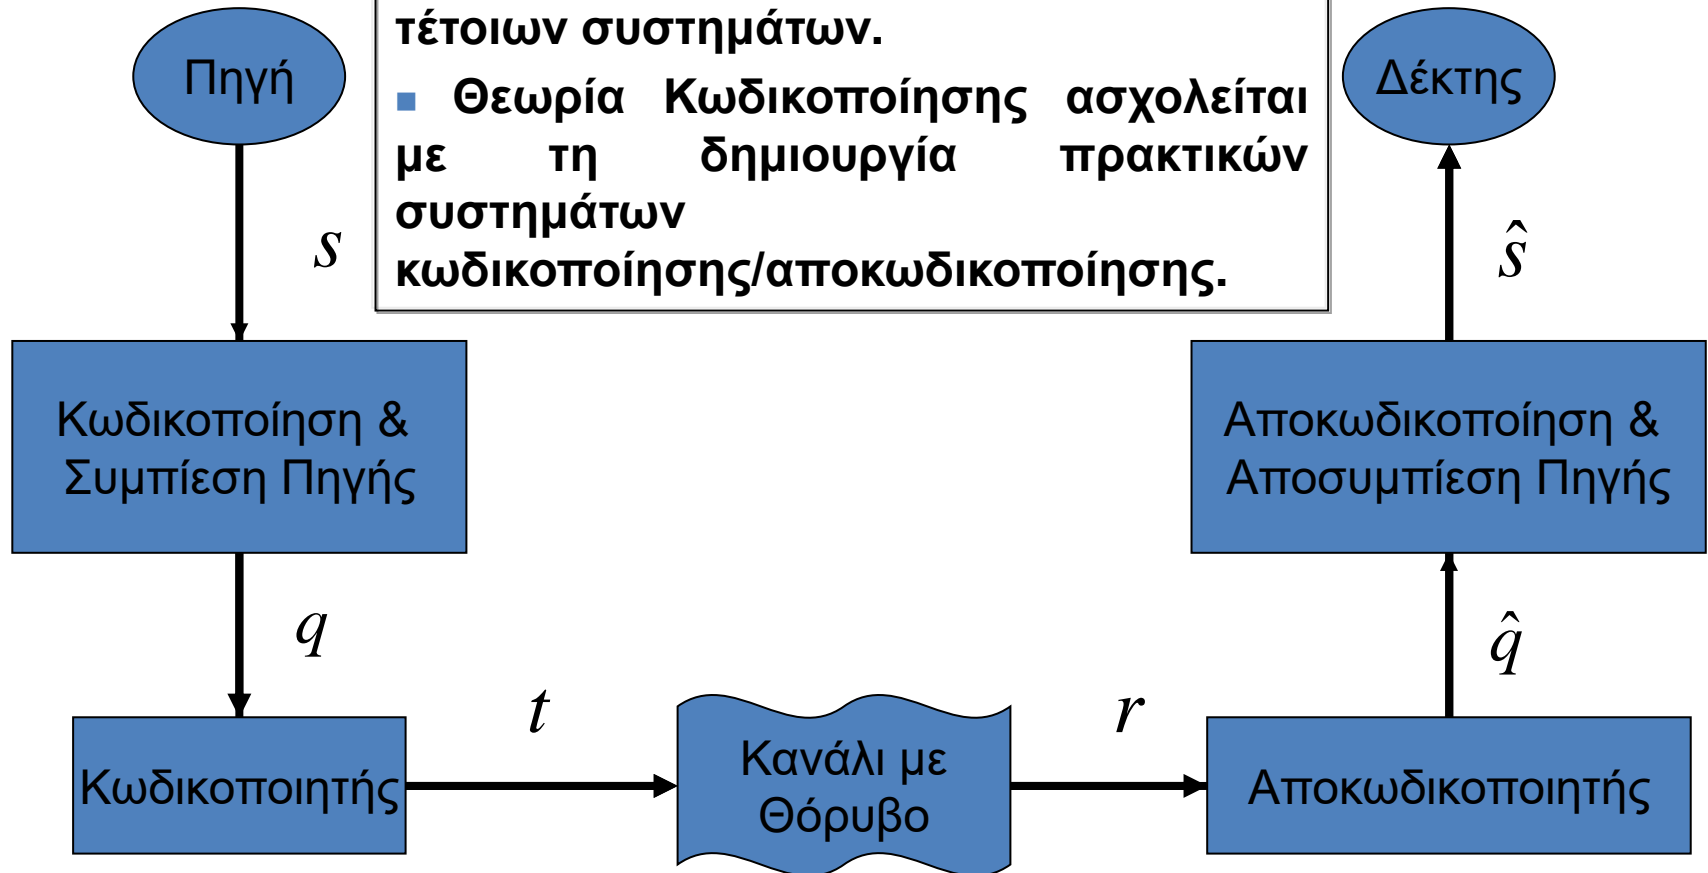 τέτοιων συστημάτων.
Πηγή
Δέκτης
▪ Θεωρία Κωδικοποίησης ασχολείται
με τη δημιουργία πρακτικών
συστημάτων
κωδικοποίησης/αποκωδικοποίησης.
s
ŝ
Κωδικοποίηση &
Συμπίεση Πηγής
Αποκωδικοποίηση &
Αποσυμπίεση Πηγής
q
q̂
t
r
Κωδικοποιητής
Κανάλι με
Θόρυβο
Αποκωδικοποιητής